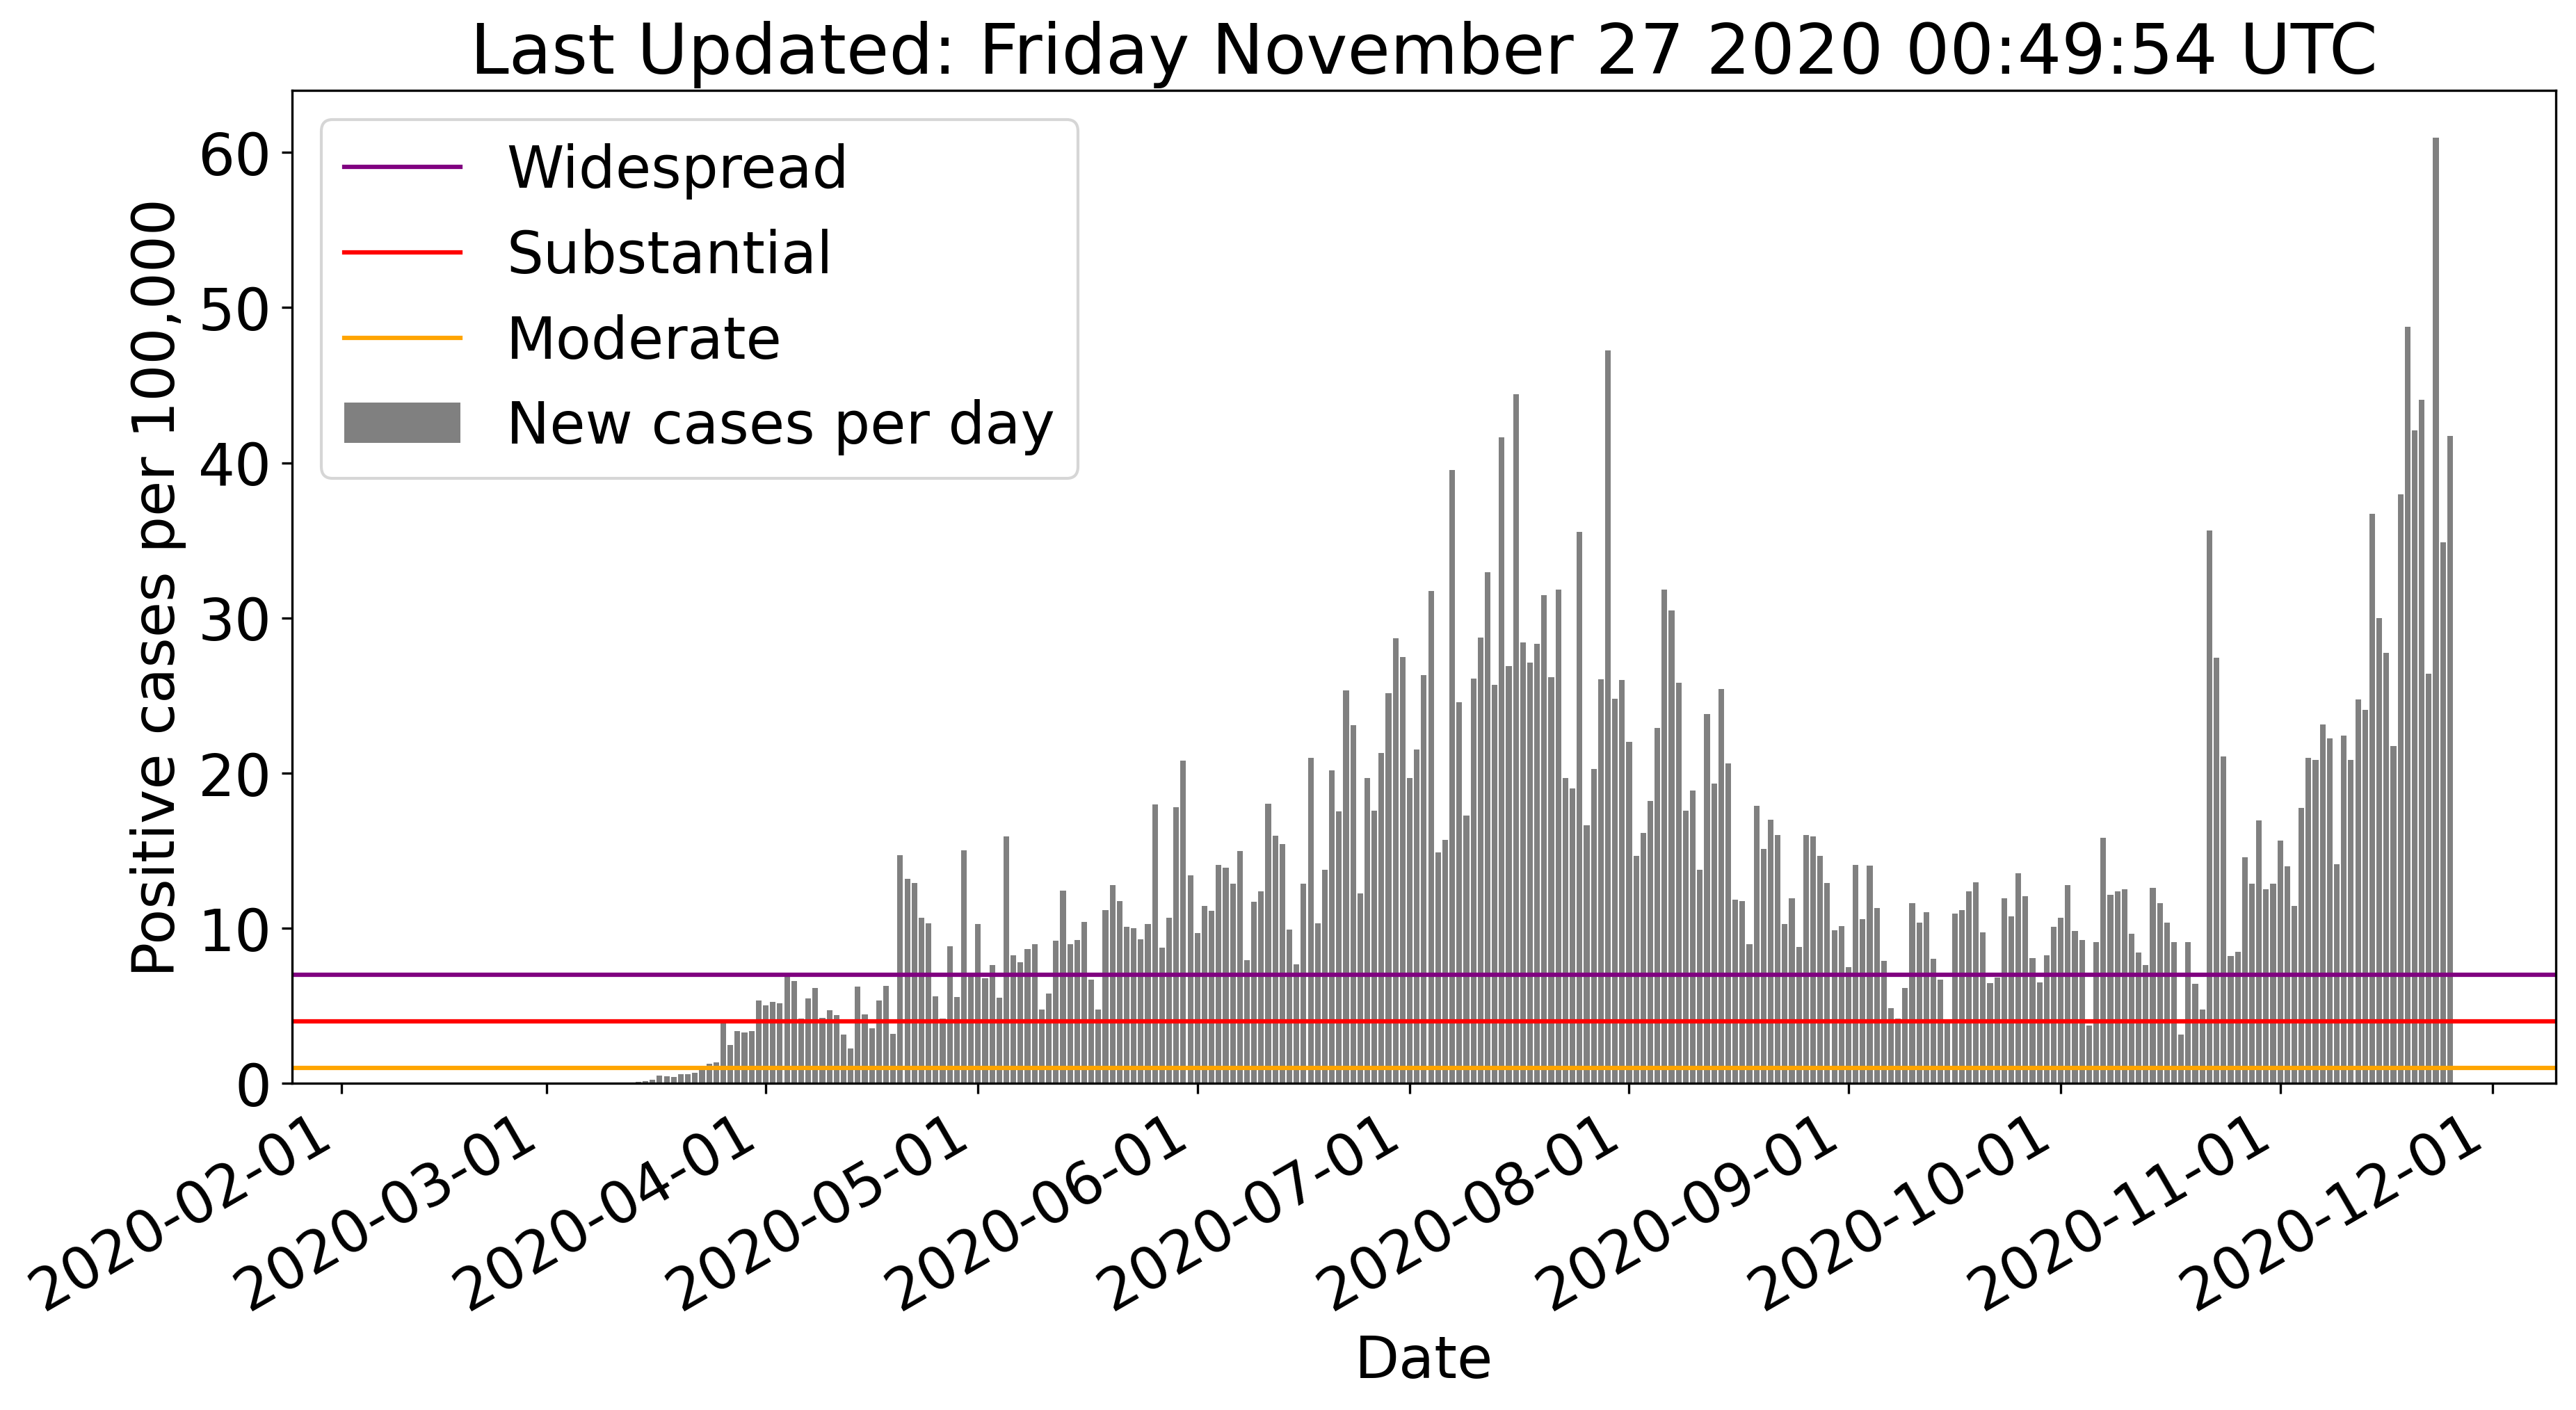 Last Updated: Friday November 27 2020 00:49:54 UTC
Widespread
Substantial
Moderate
New cases per day
Positive cases per 100,000
60
50
40
30
20
10
0
2020-02-01
2020-03-01
2020-04-01
2020-05-01
2020-06-01
2020-07-01
2020-08-01
2020-09-01
2020-10-01
2020-11-01
2020-12-01
Date